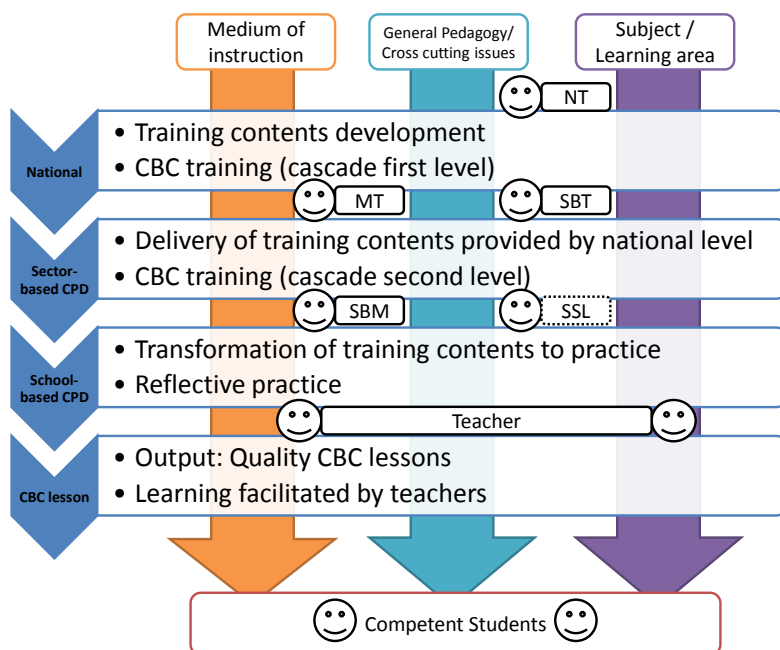 Medium of
instruction
General Pedagogy/
Cross cutting issues
Subject /
Learning area
NT
National
• Training contents development
• CBC training (cascade first level)
MT
SBT
Sector-
based CPD
• Delivery of training contents provided by national level
• CBC training (cascade second level)
SBM
SSL
School-
based CPD
• Transformation of training contents to practice
• Reflective practice
Teacher
CBC lesson
• Output: Quality CBC lessons
• Learning facilitated by teachers
Competent Students